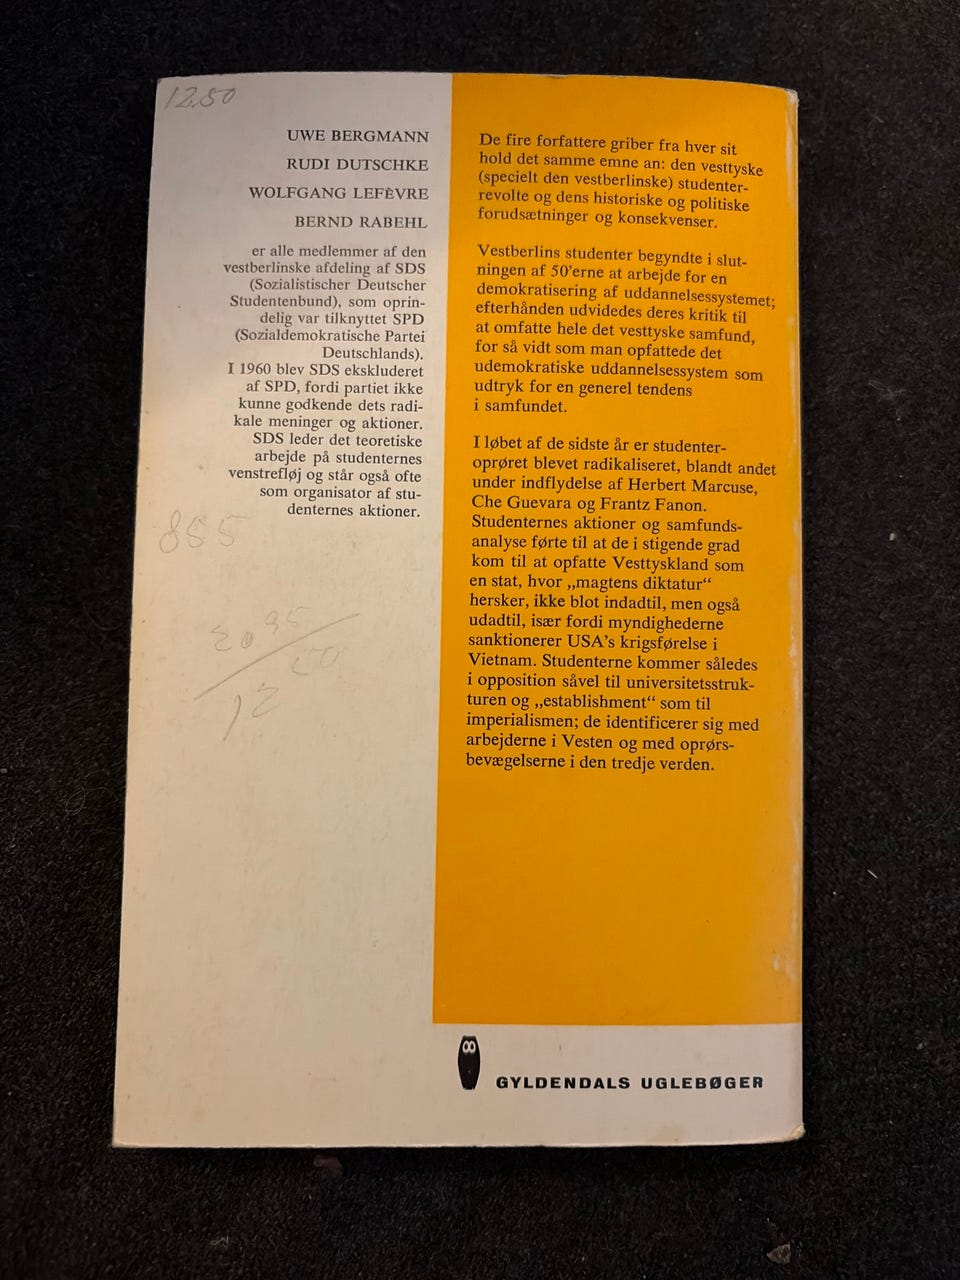 12.50
UWE BERGMANN
RUDI DUTSCHKE
WOLFGANG LEFÈVRE
BERND RABEHL
er alle medlemmer af den
vestberlinske afdeling af SDS
(Sozialistischer Deutscher
Studentenbund), som oprin-
delig var tilknyttet SPD
(Sozialdemokratische Partei
Deutschlands).
I 1960 blev SDS ekskluderet
af SPD, fordi partiet ikke
kunne godkende dets radi-
kale meninger og aktioner.
SDS leder det teoretiske
arbejde på studenternes
venstrefløj og står også ofte
som organisator af stu-
denternes aktioner.
855
20 95
12 50
De fire forfattere griber fra hver sit
hold det samme emne an: den vesttyske
(specielt den vestberlinske) studenter-
revolte og dens historiske og politiske
forudsætninger og konsekvenser.
Vestberlins studenter begyndte i slut-
ningen af 50'erne at arbejde for en
demokratisering af uddannelsessystemet;
efterhånden udvidedes deres kritik til
at omfatte hele det vesttyske samfund,
for så vidt som man opfattede det
udemokratiske uddannelsessystem som
udtryk for en generel tendens
i samfundet.
I løbet af de sidste år er studenter-
oprøret blevet radikaliseret, blandt andet
under indflydelse af Herbert Marcuse,
Che Guevara og Frantz Fanon.
Studenternes aktioner og samfunds-
analyse førte til at de i stigende grad
kom til at opfatte Vesttyskland som
en stat, hvor „magtens diktatur“
hersker, ikke blot indadtil, men også
udadtil, især fordi myndighederne
sanktionerer USA's krigsførelse i
Vietnam. Studenterne kommer således
i opposition såvel til universitetsstruk-
turen og „establishment“ som til
imperialismen; de identificerer sig med
arbejderne i Vesten og med oprørs-
bevægelserne i den tredje verden.
GYLDENDALS UGLEBØGER